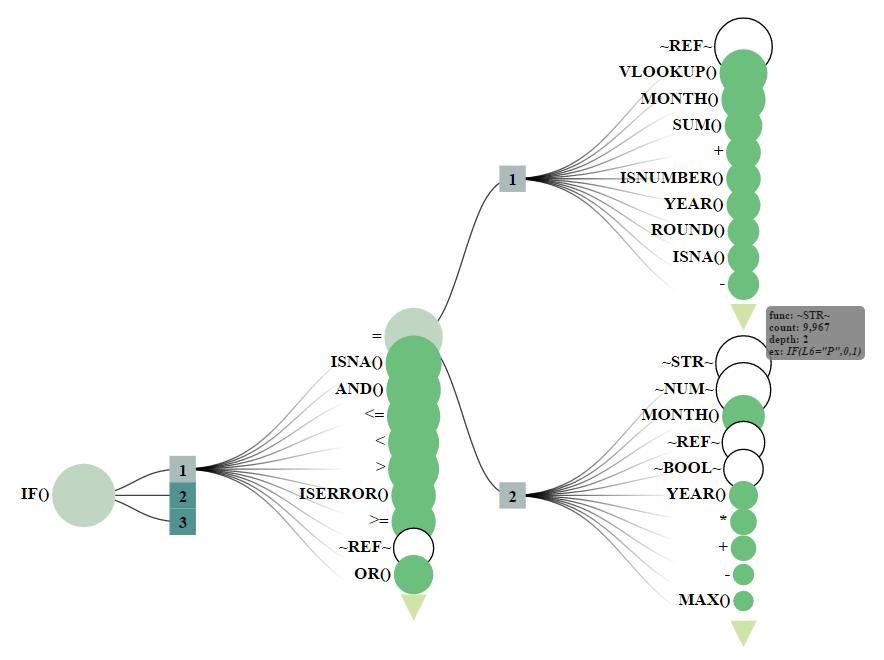 ~REF~
VLOOKUP()
MONTH()
SUM()
+
1
ISNUMBER()
YEAR()
ROUND()
ISNA()
-
func: ~STR~
count: 9,967
depth: 2
ex: IF(L6="P",0,1)
=
ISNA()
AND()
<=
<
>
ISERROR()
>=
~REF~
OR()
IF()
1
2
3
~STR~
~NUM~
MONTH()
~REF~
~BOOL~
2
YEAR()
*
+
-
MAX()